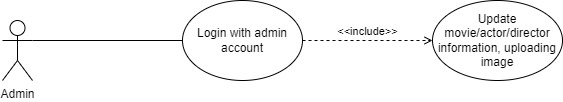 Admin
Login with admin
account
<<include>>
Update
movie/actor/director
information, uploading
image